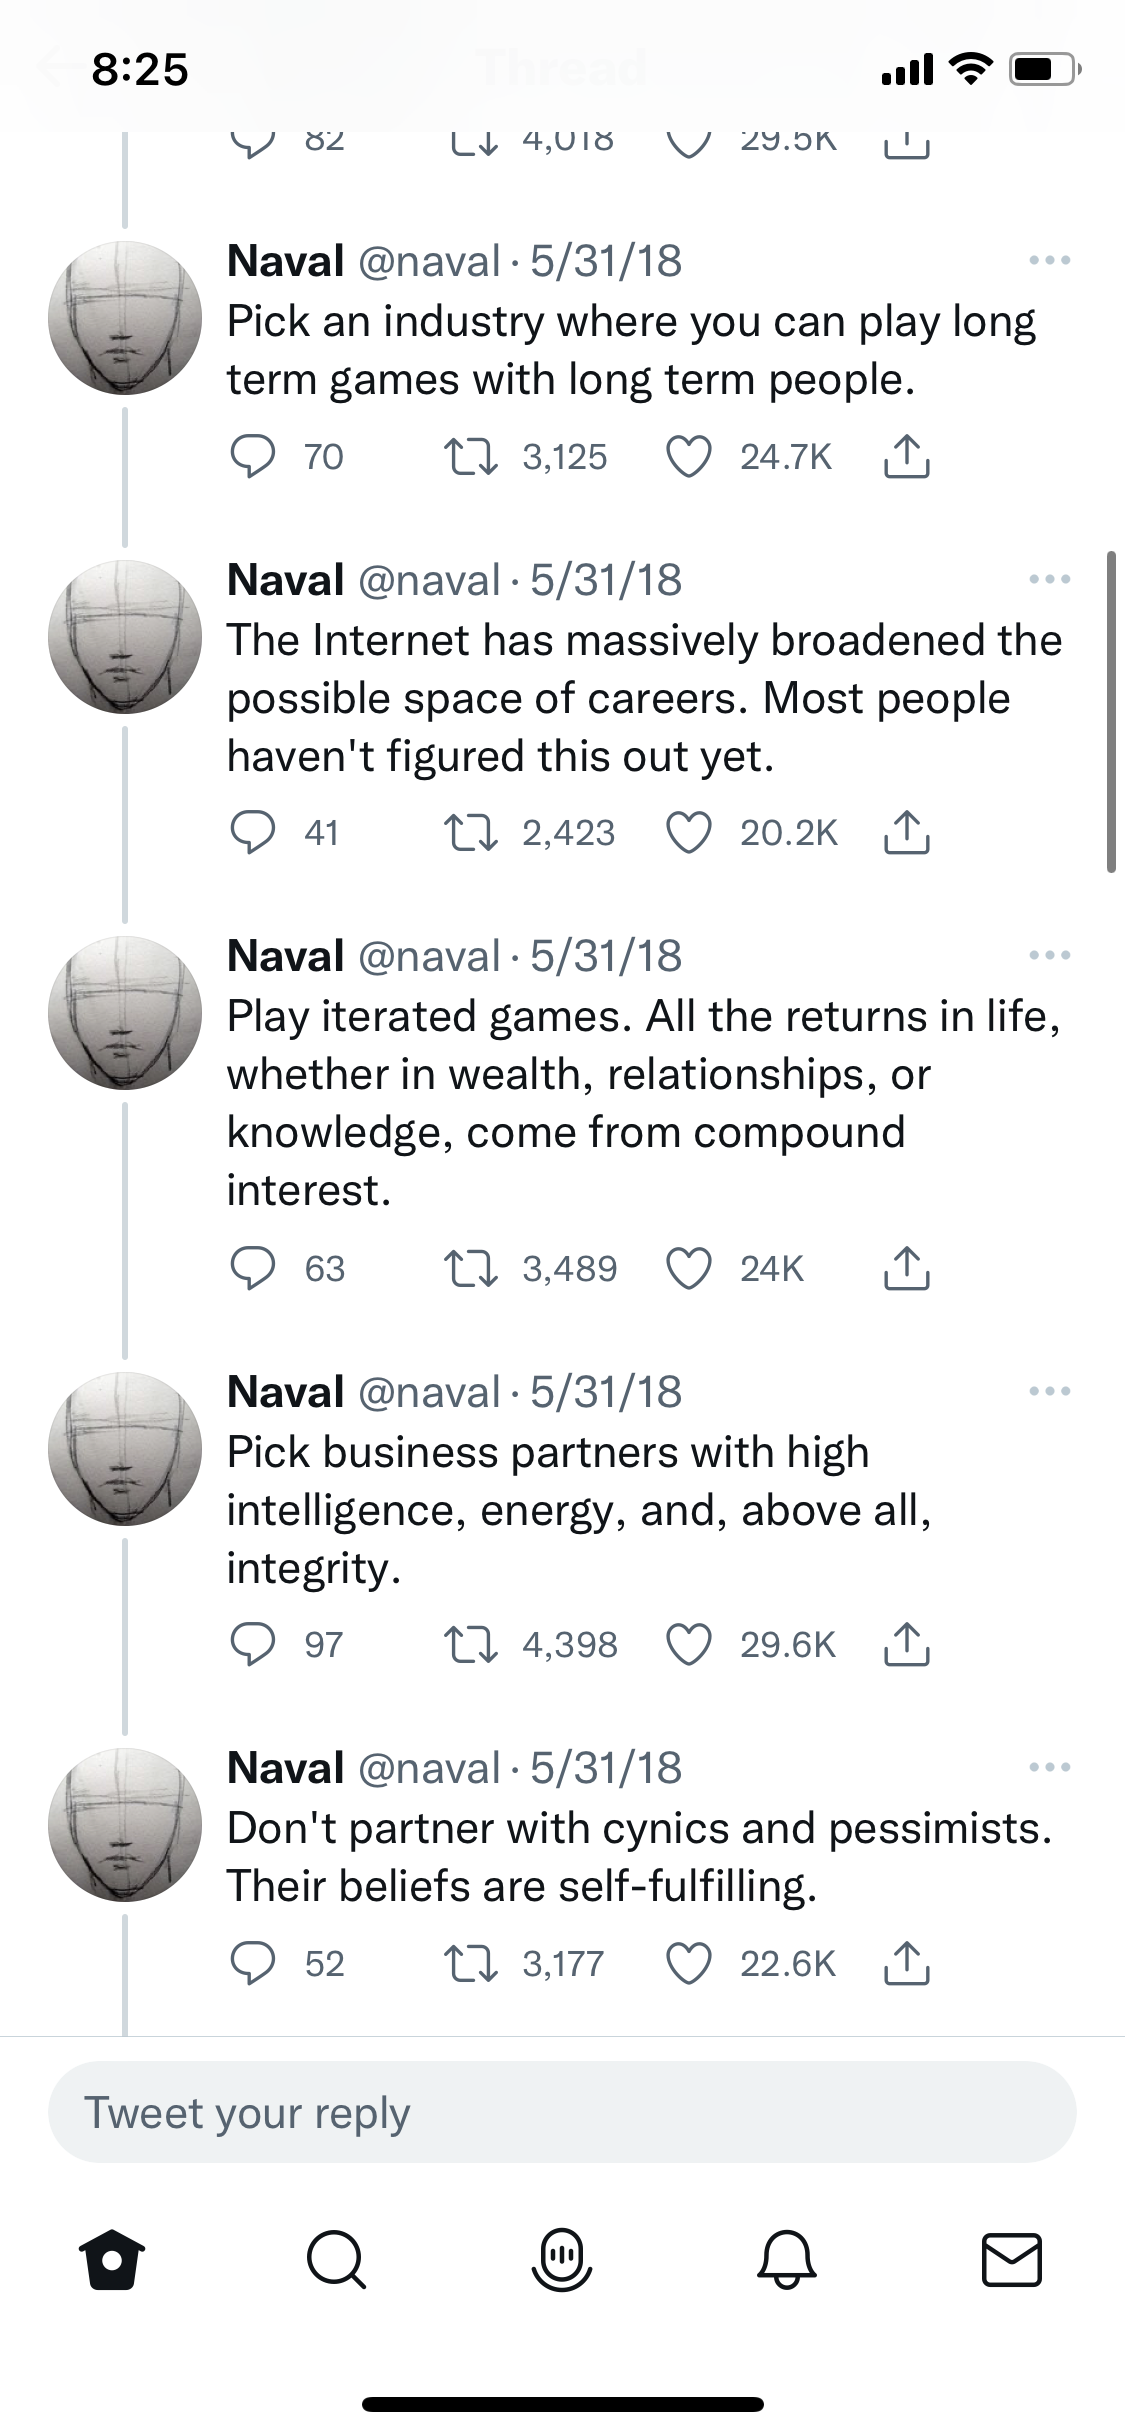 8:25
Thread
82 4,018 29.5K
Naval @naval · 5/31/18
Pick an industry where you can play long
term games with long term people.
70 3,125 24.7K
Naval @naval · 5/31/18
The Internet has massively broadened the
possible space of careers. Most people
haven't figured this out yet.
41 2,423 20.2K
Naval @naval · 5/31/18
Play iterated games. All the returns in life,
whether in wealth, relationships, or
knowledge, come from compound
interest.
63 3,489 24K
Naval @naval · 5/31/18
Pick business partners with high
intelligence, energy, and, above all,
integrity.
97 4,398 29.6K
Naval @naval · 5/31/18
Don't partner with cynics and pessimists.
Their beliefs are self-fulfilling.
52 3,177 22.6K
Tweet your reply